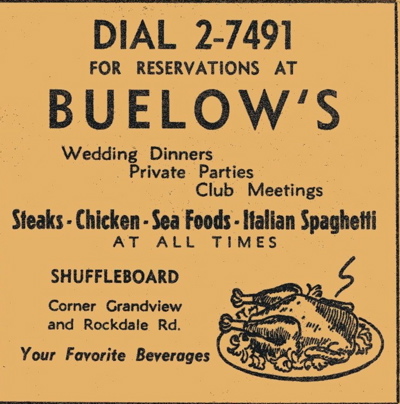 DIAL 2-7491
FOR RESERVATIONS AT
BUELOW'S
Wedding Dinners
Private Parties
Club Meetings
Steaks - Chicken - Sea Foods - Italian Spaghetti
AT ALL TIMES
SHUFFLEBOARD
Corner Grandview
and Rockdale Rd.
Your Favorite Beverages